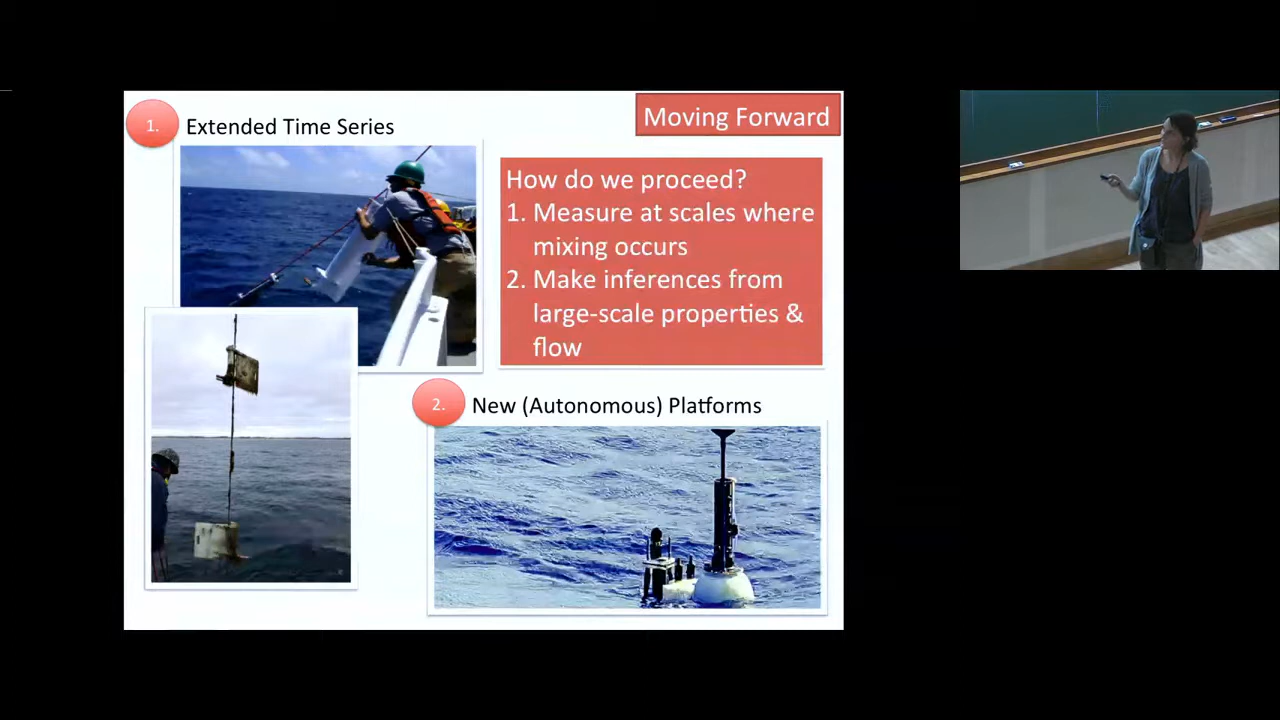 1.
Extended Time Series
Moving Forward
How do we proceed?
1. Measure at scales where
mixing occurs
2. Make inferences from
large-scale properties &
flow
2.
New (Autonomous) Platforms